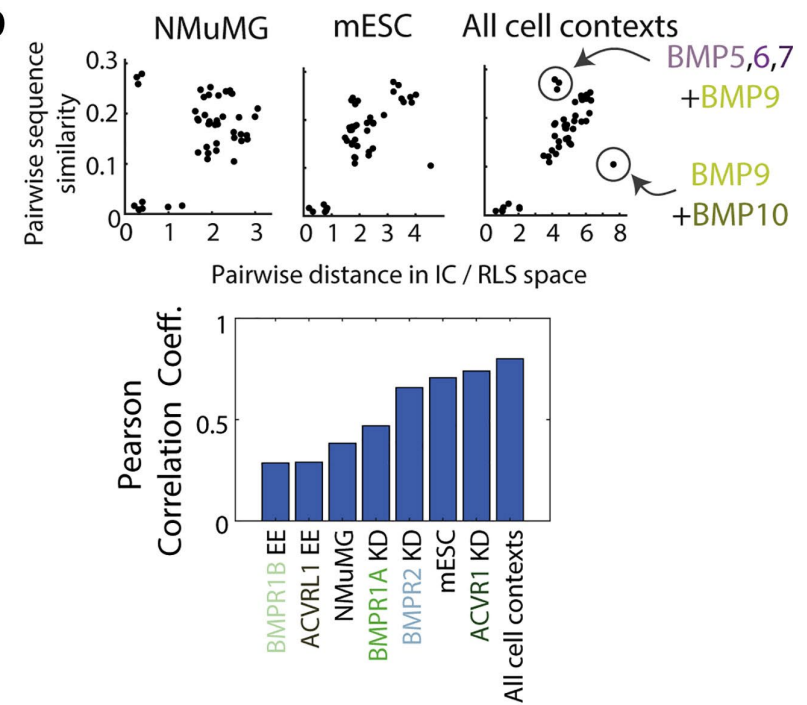 NMuMG
mESC
All cell contexts
Pairwise sequence
similarity
0.3
0.2
0.1
0
0 1 2 3
0 1 2 3 4
0 2 4 6 8
BMP5,6,7
+BMP9
BMP9
+BMP10
Pairwise distance in IC / RLS space
Pearson
Correlation Coeff.
1
0.5
0
BMPR1B EE
ACVRL1 EE
NMuMG
BMPR1A KD
BMPR2 KD
mESC
ACVR1 KD
All cell contexts